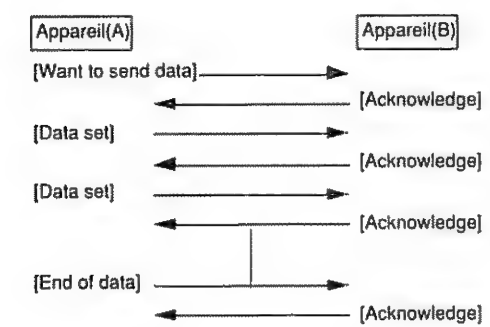 Appareil(A) Appareil(B)
[Want to send data]
[Acknowledge]
[Data set]
[Acknowledge]
[Data set]
[Acknowledge]
[End of data]
[Acknowledge]